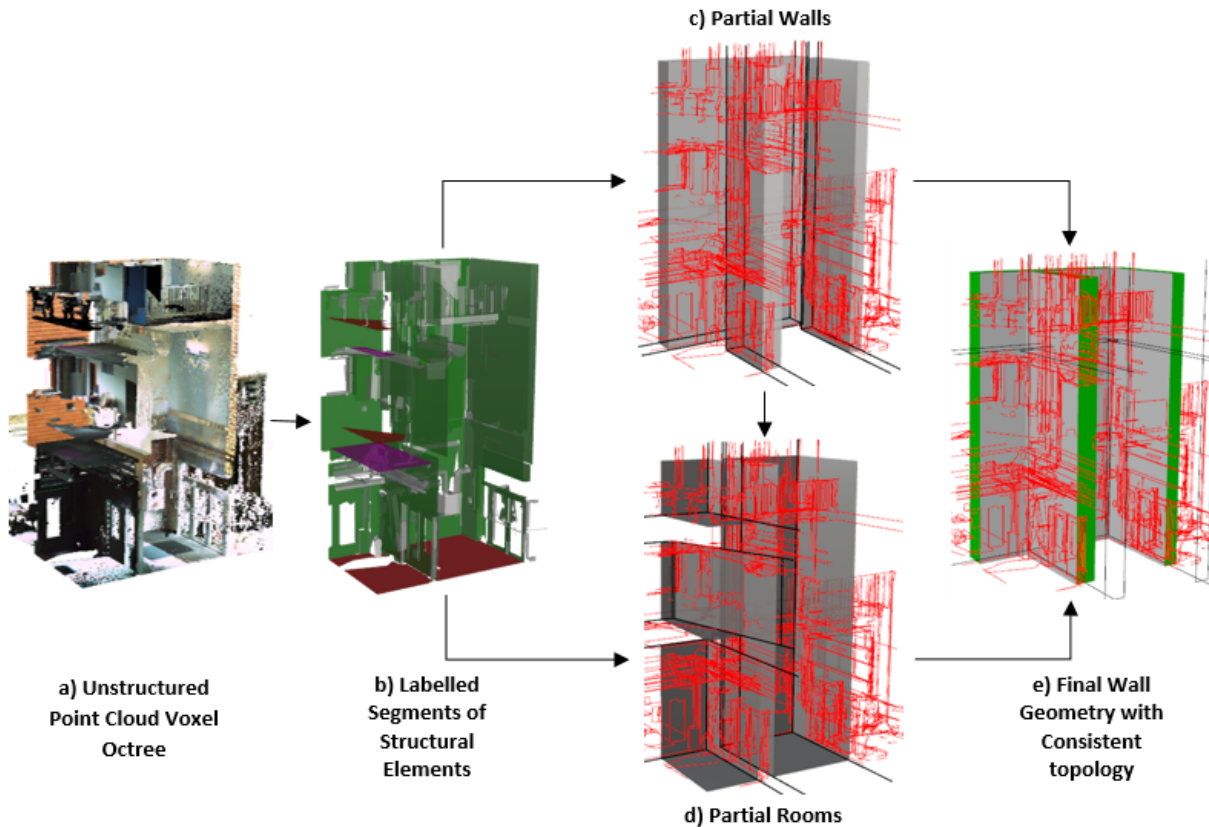 c) Partial Walls
a) Unstructured
Point Cloud Voxel
Octree
b) Labelled
Segments of
Structural
Elements
d) Partial Rooms
e) Final Wall
Geometry with
Consistent
topology